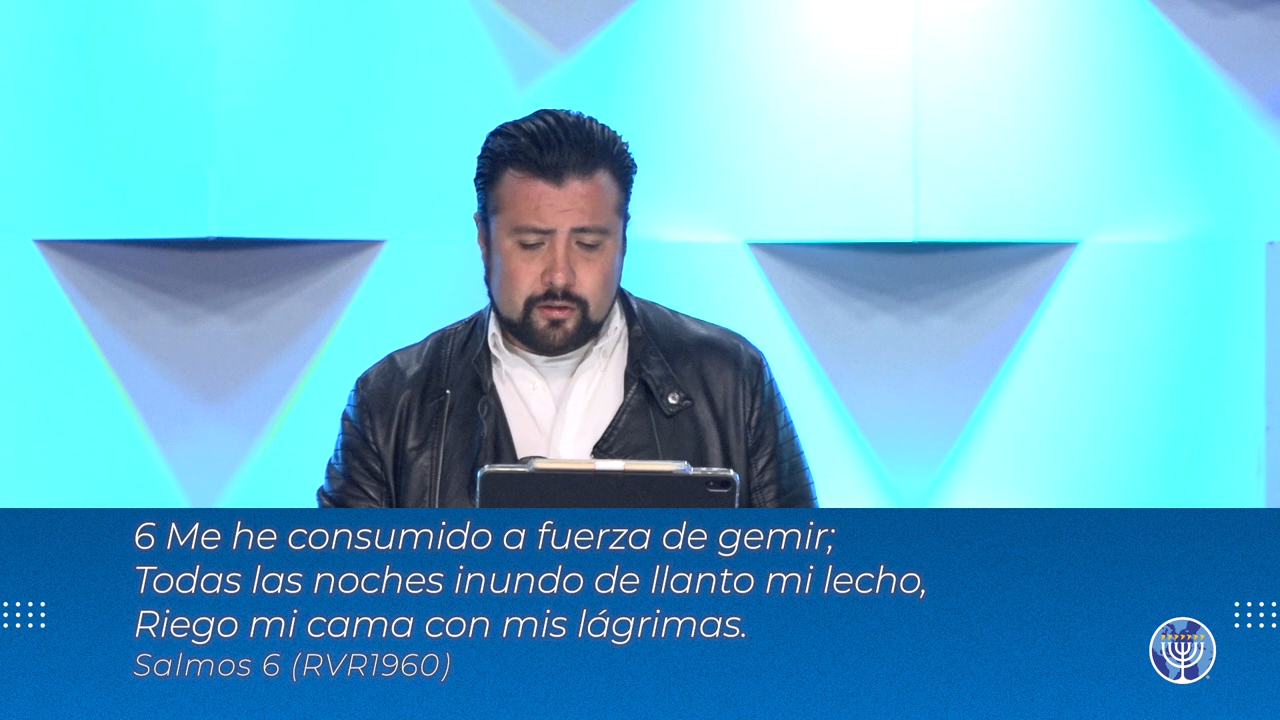 6 Me he consumido a fuerza de gemir;
Todas las noches inundo de llanto mi lecho,
Riego mi cama con mis lágrimas.
Salmos 6 (RVR1960)